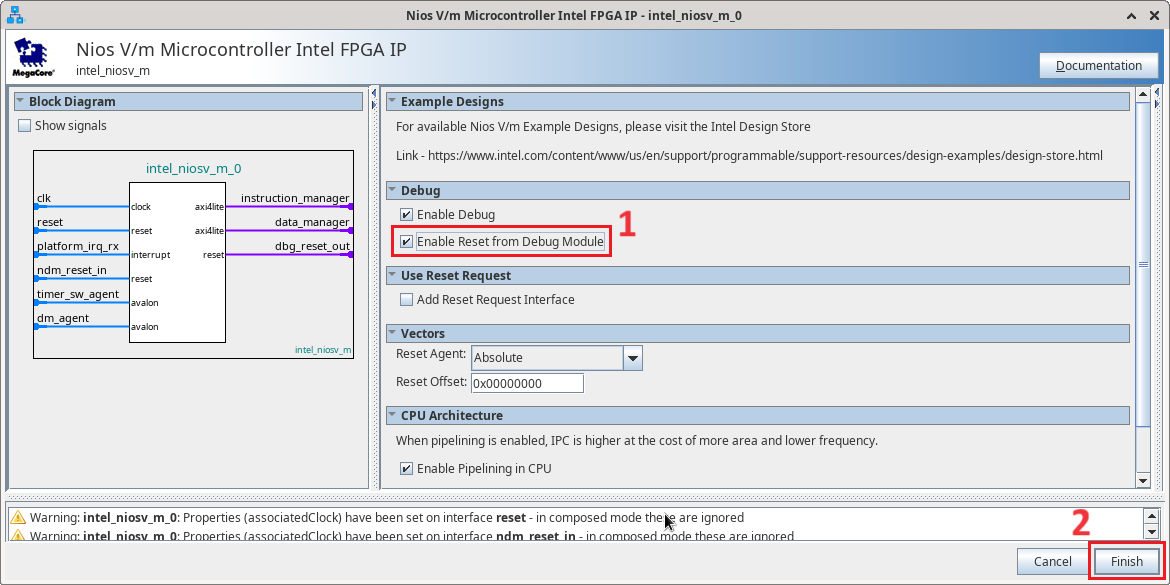 Nios V/m Microcontroller Intel FPGA IP - intel_niosv_m_0
MegaCore®
Nios V/m Microcontroller Intel FPGA IP
intel_niosv_m
Documentation
Block Diagram
Show signals
intel_niosv_m_0
clk
clock
axi4lite
instruction_manager
reset
reset
axi4lite
data_manager
platform_irq_rx
interrupt
reset
dbg_reset_out
ndm_reset_in
reset
timer_sw_agent
avalon
dm_agent
avalon
intel_niosv_m
Example Designs
For available Nios V/m Example Designs, please visit the Intel Design Store
Link - https://www.intel.com/content/www/us/en/support/programmable/support-resources/design-examples/design-store.html
Debug
Enable Debug
Enable Reset from Debug Module
1
Use Reset Request
Add Reset Request Interface
Vectors
Reset Agent: Absolute
Reset Offset: 0x00000000
CPU Architecture
When pipelining is enabled, IPC is higher at the cost of more area and lower frequency.
Enable Pipelining in CPU
Warning: intel_niosv_m_0: Properties (associatedClock) have been set on interface reset - in composed mode these are ignored
Warning: intel_niosv_m_0: Properties (associatedClock) have been set on interface ndm_reset_in - in composed mode these are ignored
2
Cancel
Finish